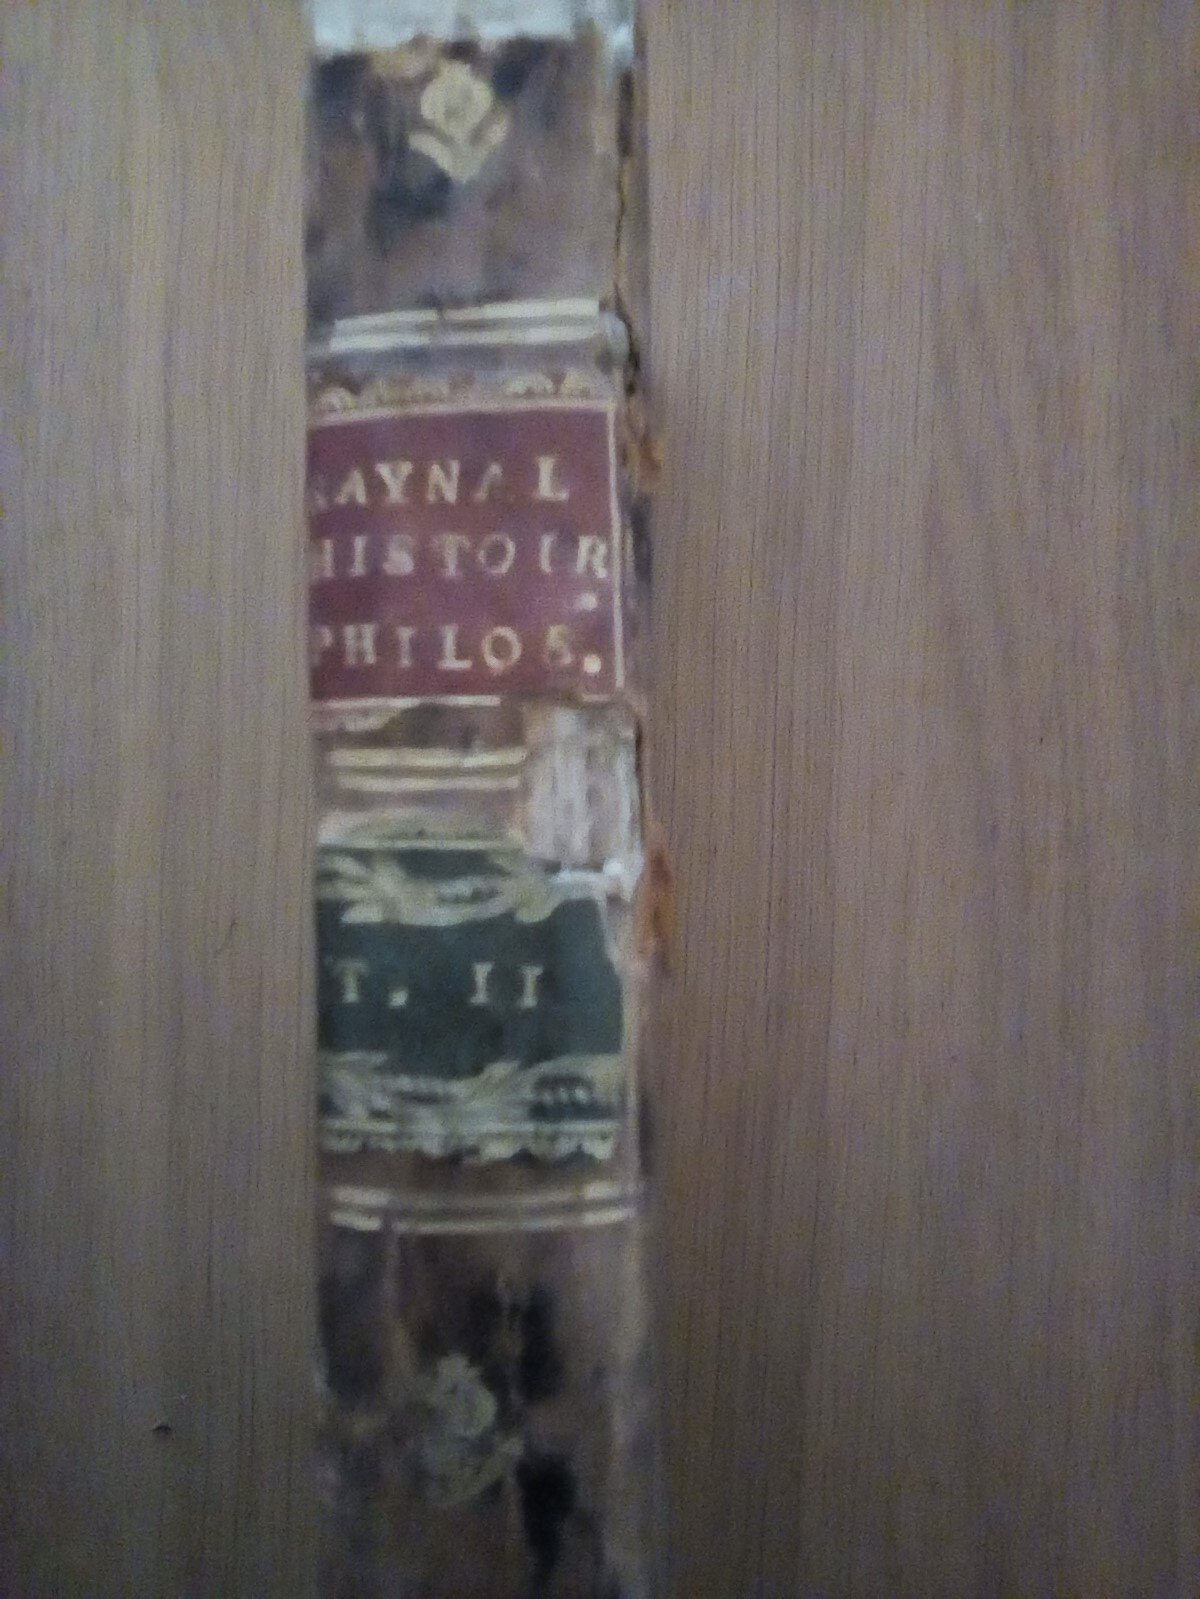 RAYNAL
HISTOIR.
PHILOS.
T. II